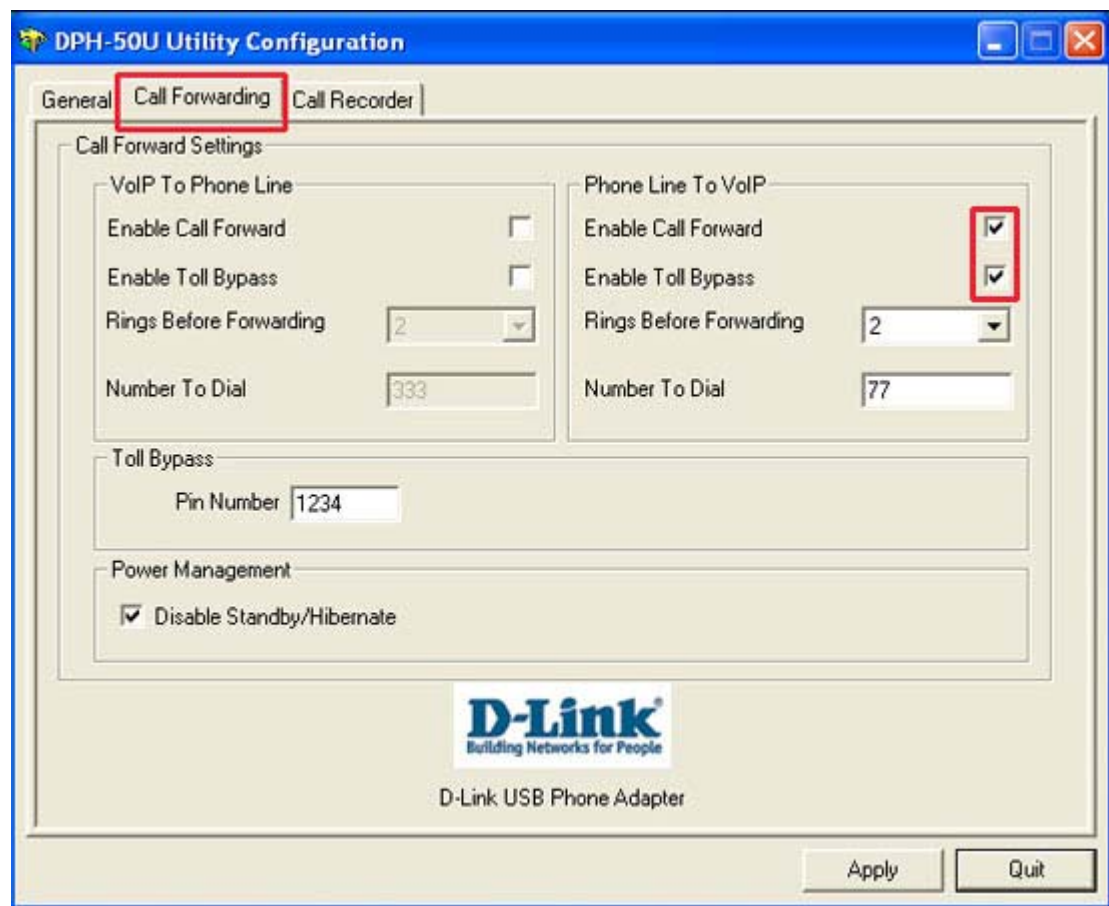 DPH-50U Utility Configuration
General Call Forwarding Call Recorder
Call Forward Settings
VoIP To Phone Line
Enable Call Forward
Enable Toll Bypass
Rings Before Forwarding 2
Number To Dial 333
Phone Line To VoIP
Enable Call Forward
Enable Toll Bypass
Rings Before Forwarding 2
Number To Dial 77
Toll Bypass
Pin Number 1234
Power Management
Disable Standby/Hibernate
D-Link
Building Networks for People
D-Link USB Phone Adapter
Apply Quit